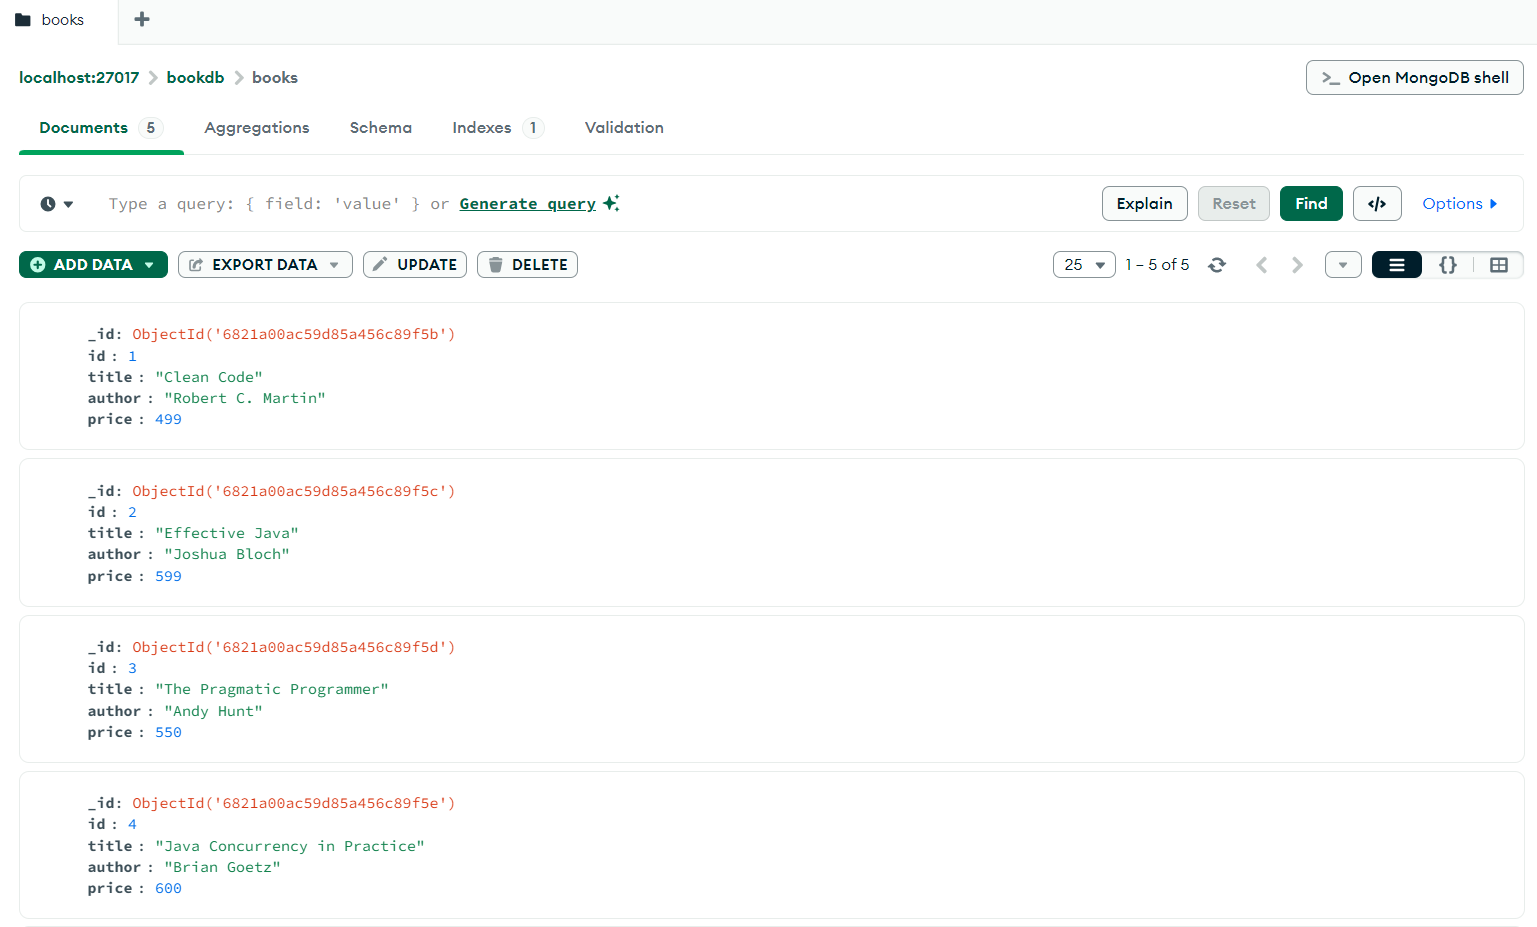 books
localhost:27017 bookdb books
>_ Open MongoDB shell
Documents 5 Aggregations Schema Indexes 1 Validation
Type a query: { field: 'value' } or Generate query
Explain Reset Find </> Options
ADD DATA EXPORT DATA UPDATE DELETE
25 1 – 5 of 5 {}
_id: ObjectId('6821a00ac59d85a456c89f5b')
id : 1
title : "Clean Code"
author : "Robert C. Martin"
price : 499
_id: ObjectId('6821a00ac59d85a456c89f5c')
id : 2
title : "Effective Java"
author : "Joshua Bloch"
price : 599
_id: ObjectId('6821a00ac59d85a456c89f5d')
id : 3
title : "The Pragmatic Programmer"
author : "Andy Hunt"
price : 550
_id: ObjectId('6821a00ac59d85a456c89f5e')
id : 4
title : "Java Concurrency in Practice"
author : "Brian Goetz"
price : 600